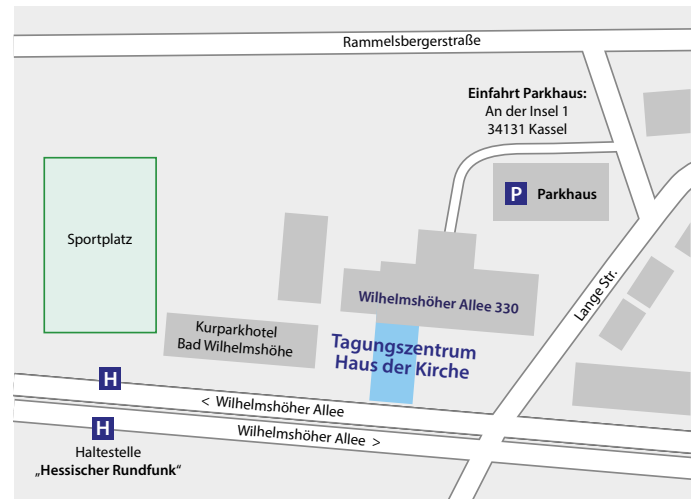 Rammelsbergerstraße
Einfahrt Parkhaus:
An der Insel 1
34131 Kassel
P Parkhaus
Sportplatz
Lange Str.
Wilhelmshöher Allee 330
Kurparkhotel
Bad Wilhelmshöhe
Tagungszentrum
Haus der Kirche
H
< Wilhelmshöher Allee
H
Wilhelmshöher Allee >
Haltestelle
„Hessischer Rundfunk“